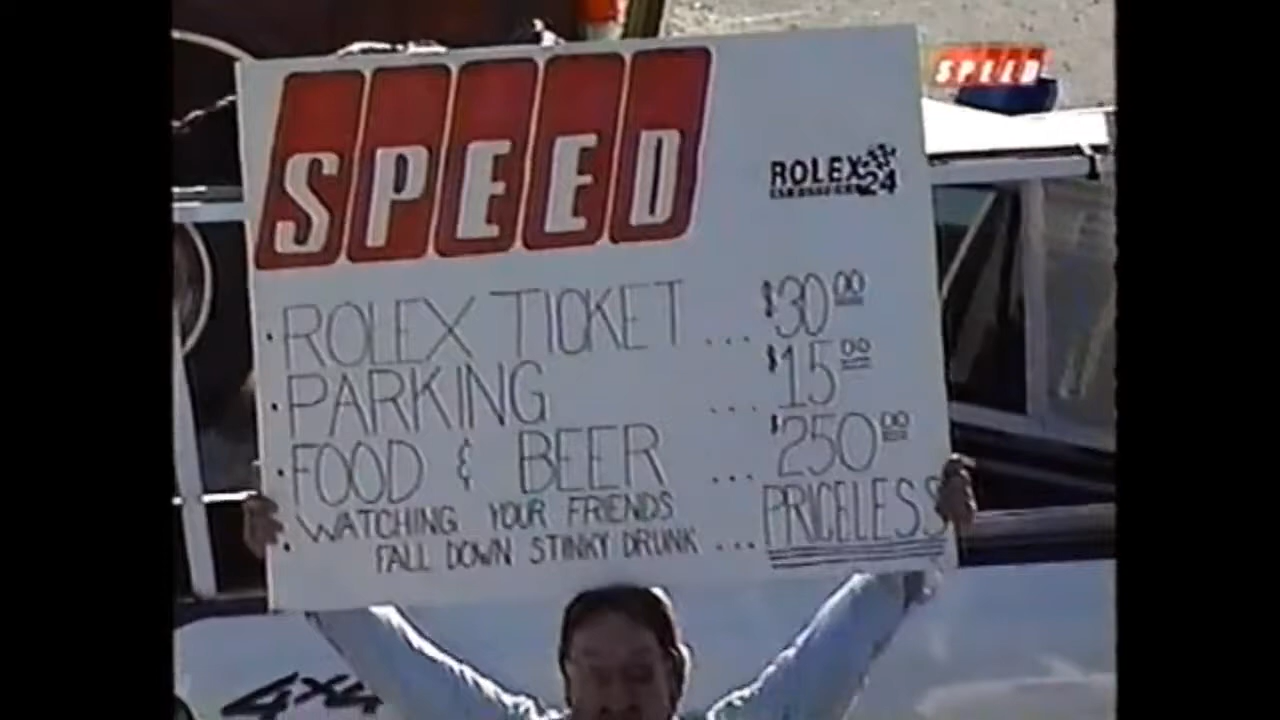 SPEED
SPEED
ROLEX
24
· ROLEX TICKET ... $30.00
· PARKING ... $15.00
· FOOD & BEER ... $250.00
· WATCHING YOUR FRIENDS
FALL DOWN STINKY DRUNK ... PRICELESS
4x4